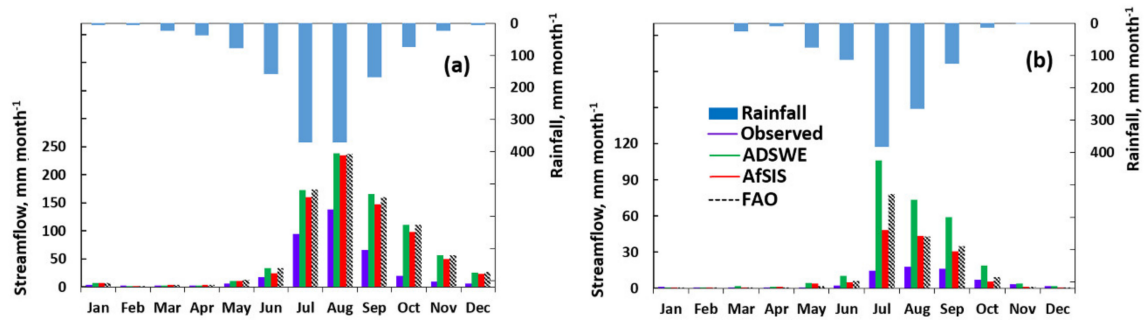 (a)
Streamflow, mm month-1
250
200
150
100
50
0
Jan Feb Mar Apr May Jun Jul Aug Sep Oct Nov Dec
0
100
200
300
400
Rainfall, mm month-1
(b)
Streamflow, mm month-1
120
90
60
30
0
Jan Feb Mar Apr May Jun Jul Aug Sep Oct Nov Dec
Rainfall
Observed
ADSWE
AfSIS
FAO
0
100
200
300
400
Rainfall, mm month-1